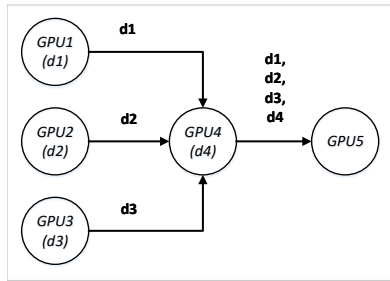 GPU1
(d1)
d1
GPU2
(d2)
d2
GPU3
(d3)
d3
GPU4
(d4)
d1,
d2,
d3,
d4
GPU5